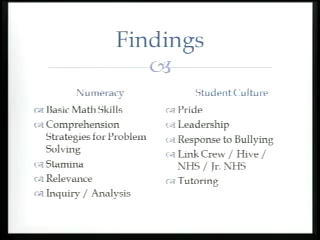 Findings
Numeracy
Basic Math Skills
Comprehension
Strategies for Problem
Solving
Stamina
Relevance
Inquiry / Analysis
Student Culture
Pride
Leadership
Response to Bullying
Link Crew / Hive /
NHS / Jr. NHS
Tutoring